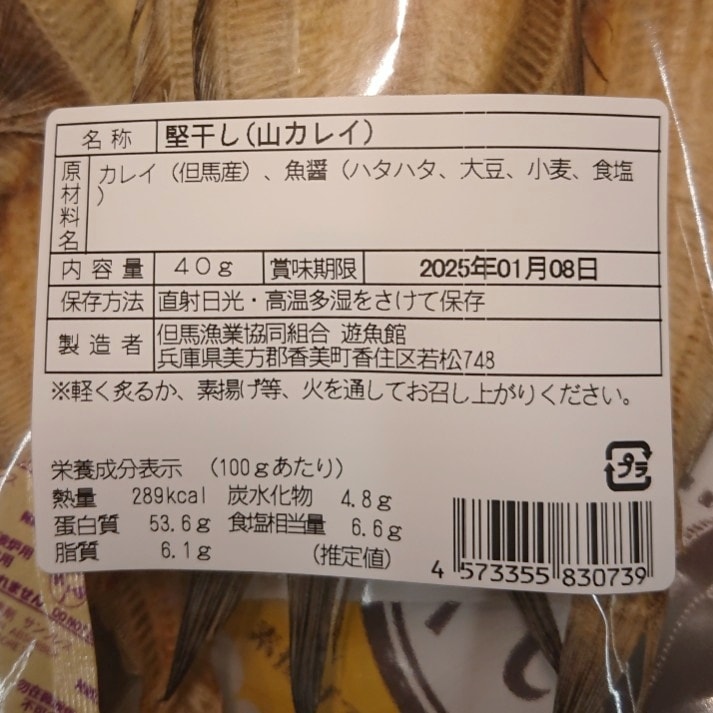 名称 堅干し(山カレイ)
原材料名 カレイ（但馬産）、魚醤（ハタハタ、大豆、小麦、食塩
）
内容量 40g 賞味期限 2025年01月08日
保存方法 直射日光・高温多湿をさけて保存
製造者 但馬漁業協同組合 遊魚館
兵庫県美方郡香美町香住区若松748
※軽く炙るか、素揚げ等、火を通してお召し上がりください。
栄養成分表示 （100gあたり）
熱量 289kcal 炭水化物 4.8g
蛋白質 53.6g 食塩相当量 6.6g
脂質 6.1g （推定値）
プラ
4 573355 830739